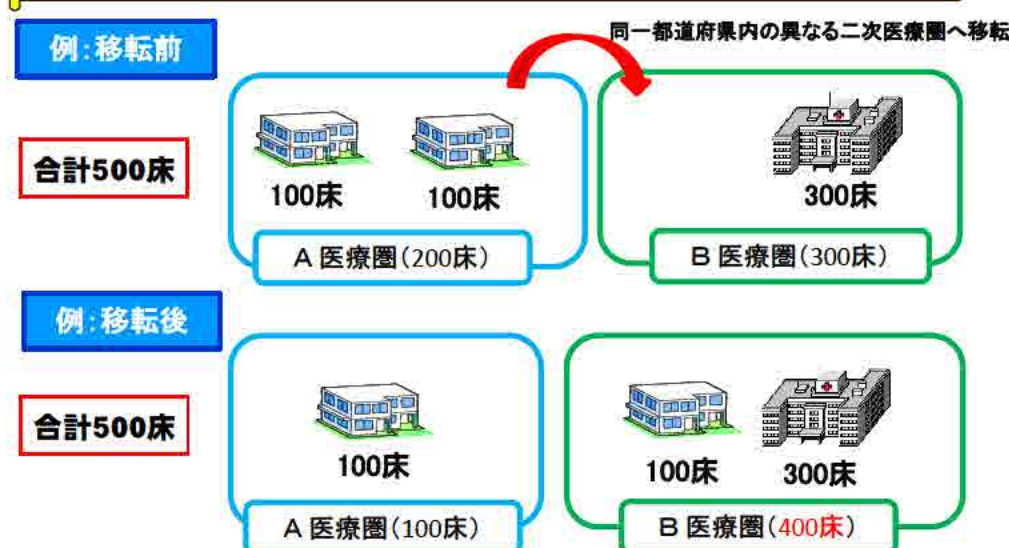 同一都道府県内の異なる二次医療圏へ移転
例：移転前
合計500床
100床
100床
300床
A 医療圏（200床）
B 医療圏（300床）
例：移転後
合計500床
100床
100床
300床
A 医療圏（100床）
B 医療圏（400床）